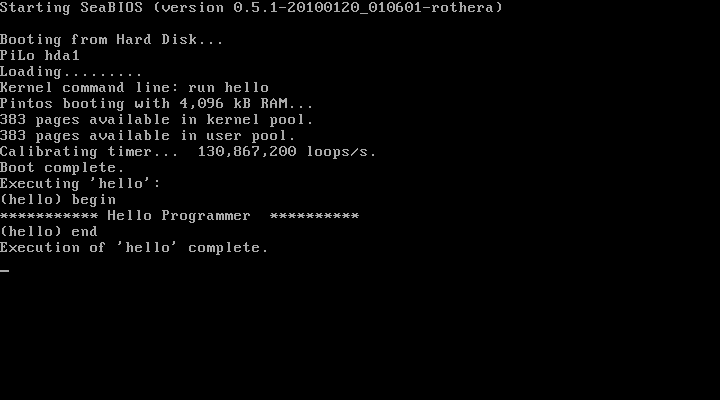 Starting SeaBIOS (version 0.5.1-20100120_010601-rothera)
Booting from Hard Disk...
PiLo hda1
Loading.........
Kernel command line: run hello
Pintos booting with 4,096 kB RAM...
383 pages available in kernel pool.
383 pages available in user pool.
Calibrating timer...  130,867,200 loops/s.
Boot complete.
Executing 'hello':
(hello) begin
*********** Hello Programmer  **********
(hello) end
Execution of 'hello' complete.